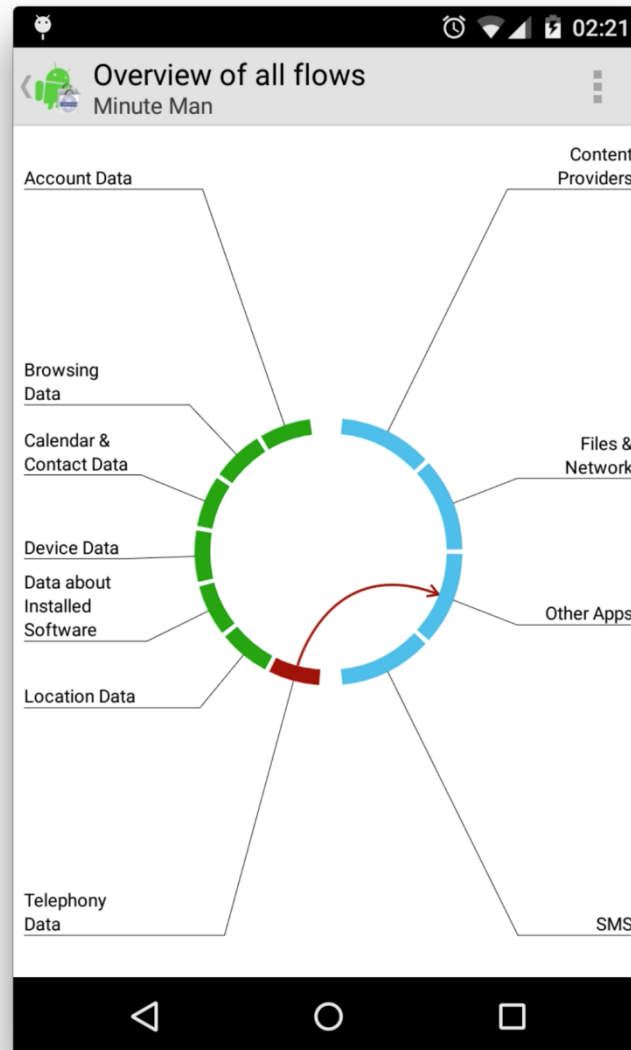 02:21
Overview of all flows
Minute Man
Account Data
Content
Providers
Browsing
Data
Calendar &
Contact Data
Files &
Network
Device Data
Data about
Installed
Software
Other Apps
Location Data
Telephony
Data
SMS